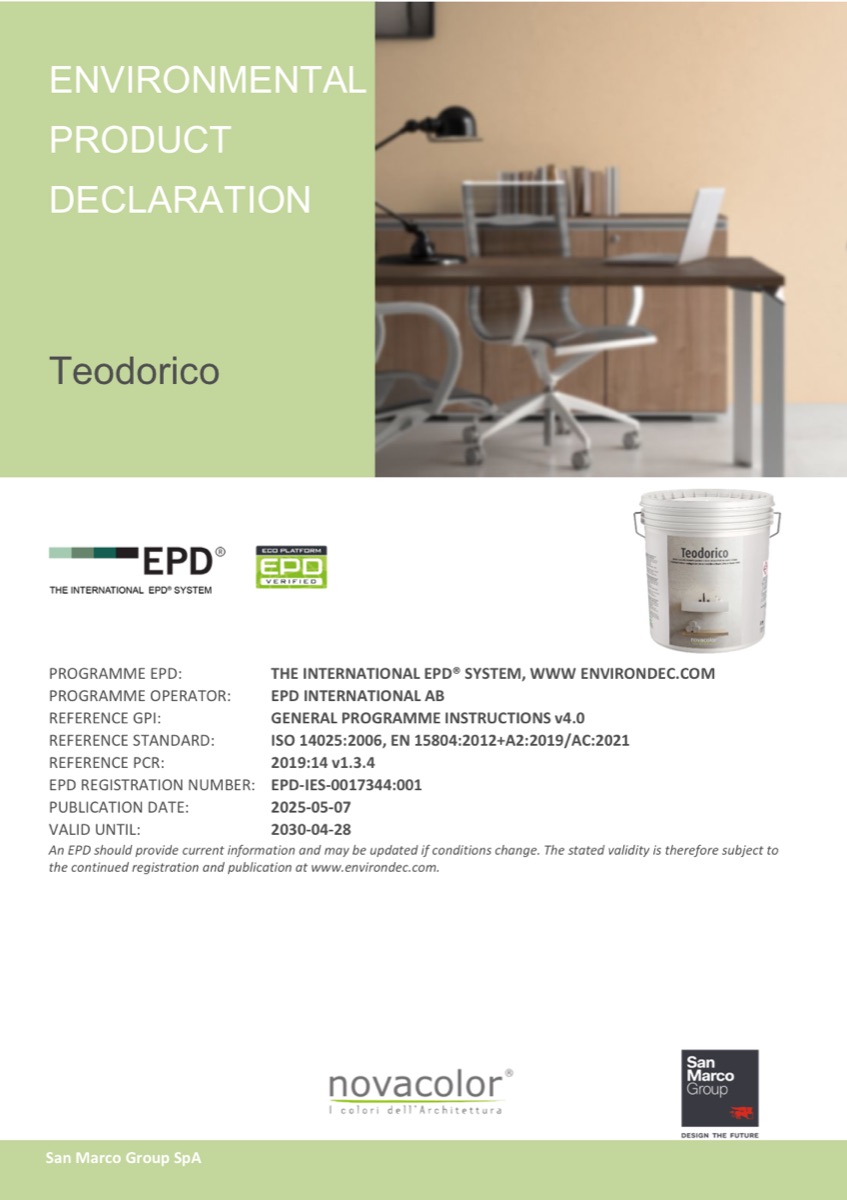 ENVIRONMENTAL
PRODUCT
DECLARATION
Teodorico
EPD®
THE INTERNATIONAL EPD® SYSTEM
ECO PLATFORM
EPD
VERIFIED
Teodorico
novacolor
PROGRAMME EPD: THE INTERNATIONAL EPD® SYSTEM, WWW ENVIRONDEC.COM
PROGRAMME OPERATOR: EPD INTERNATIONAL AB
REFERENCE GPI: GENERAL PROGRAMME INSTRUCTIONS v4.0
REFERENCE STANDARD: ISO 14025:2006, EN 15804:2012+A2:2019/AC:2021
REFERENCE PCR: 2019:14 v1.3.4
EPD REGISTRATION NUMBER: EPD-IES-0017344:001
PUBLICATION DATE: 2025-05-07
VALID UNTIL: 2030-04-28
An EPD should provide current information and may be updated if conditions change. The stated validity is therefore subject to
the continued registration and publication at www.environdec.com.
novacolor®
I colori dell'Architettura
San
Marco
Group
DESIGN THE FUTURE
San Marco Group SpA